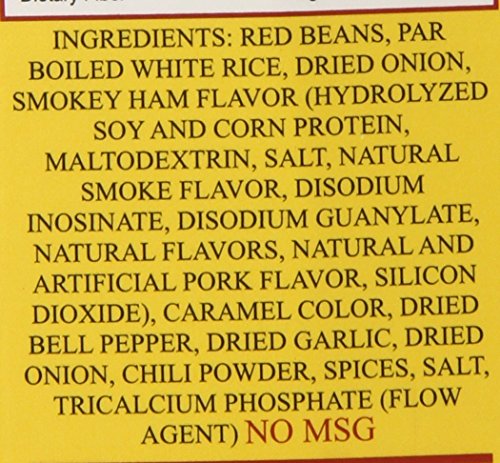 INGREDIENTS: RED BEANS, PAR
BOILED WHITE RICE, DRIED ONION,
SMOKEY HAM FLAVOR (HYDROLYZED
SOY AND CORN PROTEIN,
MALTODEXTRIN, SALT, NATURAL
SMOKE FLAVOR, DISODIUM
INOSINATE, DISODIUM GUANYLATE,
NATURAL FLAVORS, NATURAL AND
ARTIFICIAL PORK FLAVOR, SILICON
DIOXIDE), CARAMEL COLOR, DRIED
BELL PEPPER, DRIED GARLIC, DRIED
ONION, CHILI POWDER, SPICES, SALT,
TRICALCIUM PHOSPHATE (FLOW
AGENT) NO MSG